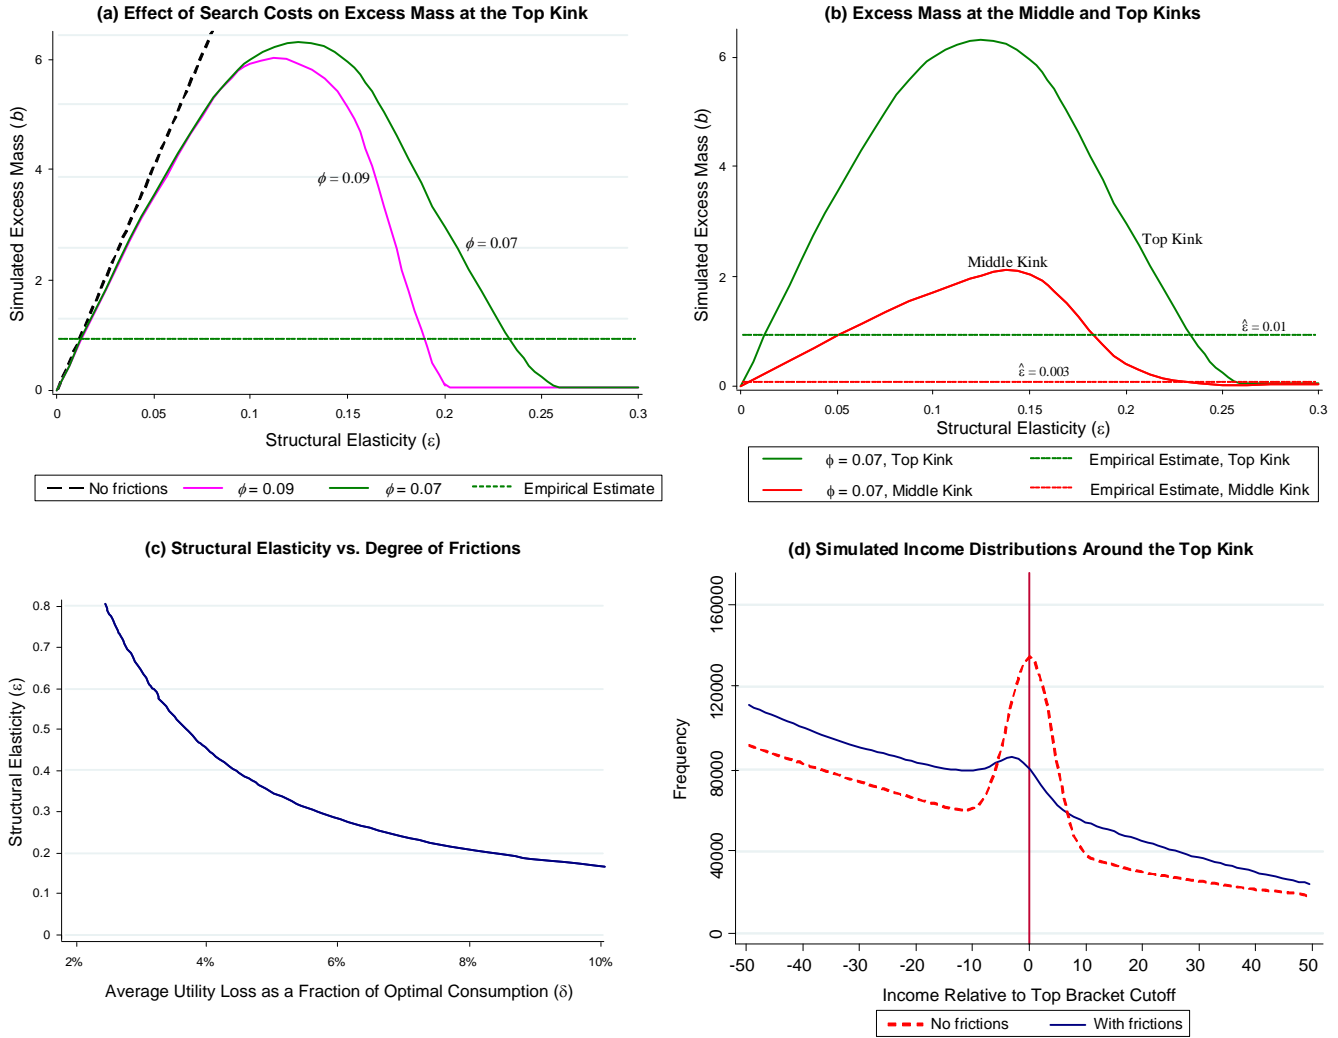 (a) Effect of Search Costs on Excess Mass at the Top Kink
Simulated Excess Mass (b)
6
4
2
0
0
0.05
0.1
0.15
0.2
0.25
0.3
ϕ = 0.09
ϕ = 0.07
Structural Elasticity (ε)
No frictions
ϕ = 0.09
ϕ = 0.07
Empirical Estimate
(b) Excess Mass at the Middle and Top Kinks
Simulated Excess Mass (b)
6
4
2
0
0
0.05
0.1
0.15
0.2
0.25
0.3
Top Kink
Middle Kink
ε̂ = 0.01
ε̂ = 0.003
Structural Elasticity (ε)
ϕ = 0.07, Top Kink
Empirical Estimate, Top Kink
ϕ = 0.07, Middle Kink
Empirical Estimate, Middle Kink
(c) Structural Elasticity vs. Degree of Frictions
Structural Elasticity (ε)
0.8
0.7
0.6
0.5
0.4
0.3
0.2
0.1
0
2%
4%
6%
8%
10%
Average Utility Loss as a Fraction of Optimal Consumption (δ)
(d) Simulated Income Distributions Around the Top Kink
Frequency
160000
120000
80000
40000
0
-50
-40
-30
-20
-10
0
10
20
30
40
50
Income Relative to Top Bracket Cutoff
No frictions
With frictions